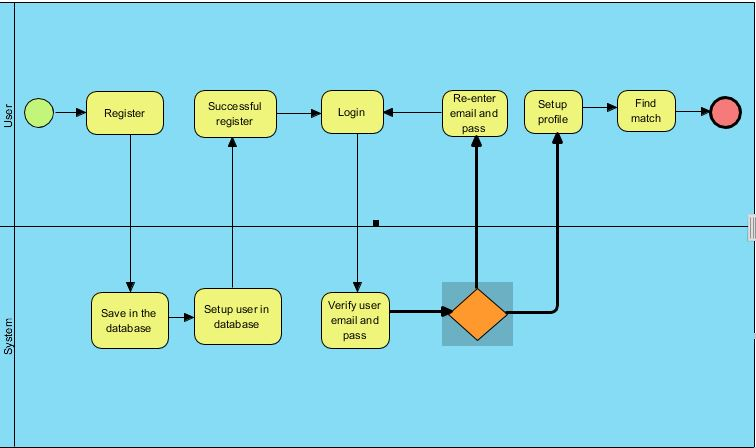 User
Register
Successful
register
Login
Re-enter
email and
pass
Setup
profile
Find
match
System
Save in the
database
Setup user in
database
Verify user
email and
pass